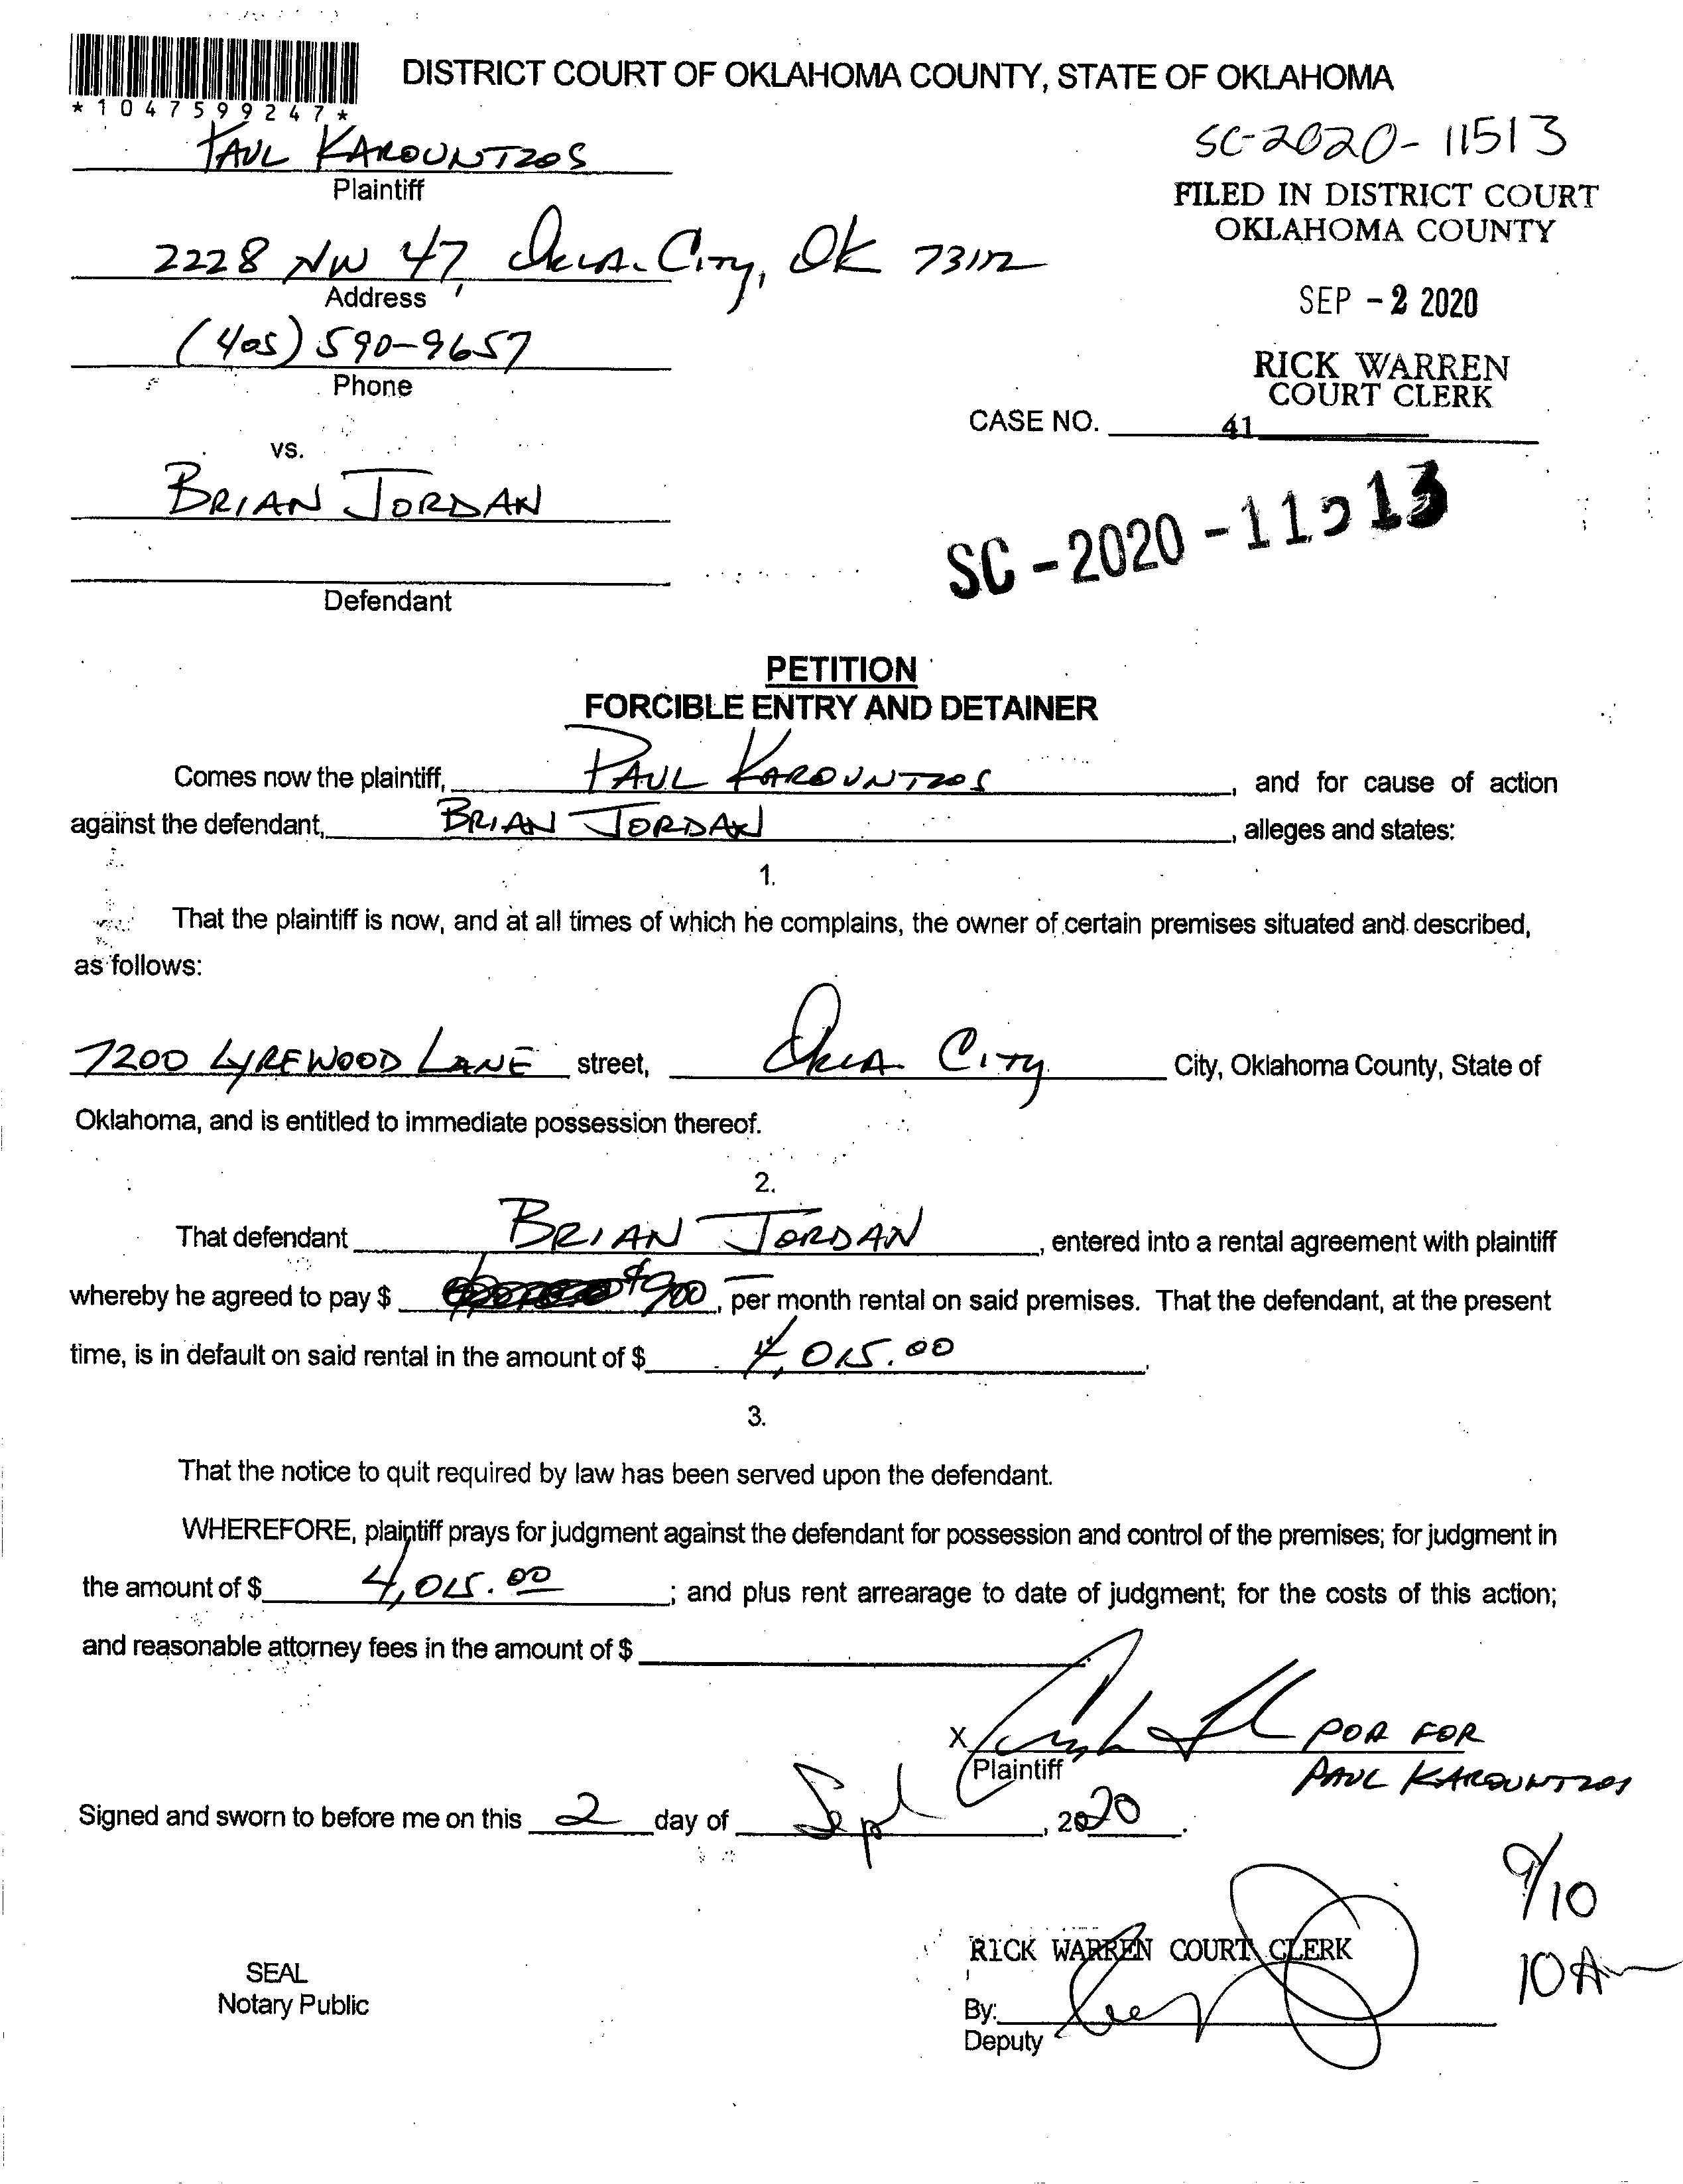 DISTRICT COURT OF OKLAHOMA COUNTY, STATE OF OKLAHOMA
*1047599247*
SC-2020-11513
PAUL KAROUNTZOS
Plaintiff
FILED IN DISTRICT COURT
OKLAHOMA COUNTY
2228 NW 47, OKLA. City, OK 73112
Address
SEP -2 2020
(405) 590-9657
Phone
RICK WARREN
COURT CLERK
CASE NO.
41
vs.
BRIAN JORDAN
SC-2020-11513
Defendant
PETITION
FORCIBLE ENTRY AND DETAINER
Comes now the plaintiff, PAUL KAROUNTZOS, and for cause of action
against the defendant, BRIAN JORDAN, alleges and states:
1.
That the plaintiff is now, and at all times of which he complains, the owner of certain premises situated and described,
as follows:
7200 LYREWOOD LANE street, OKLA. City City, Oklahoma County, State of
Oklahoma, and is entitled to immediate possession thereof.
2.
That defendant BRIAN JORDAN, entered into a rental agreement with plaintiff
whereby he agreed to pay $ $900, per month rental on said premises. That the defendant, at the present
time, is in default on said rental in the amount of $ 4,015.00.
3.
That the notice to quit required by law has been served upon the defendant.
WHEREFORE, plaintiff prays for judgment against the defendant for possession and control of the premises; for judgment in
the amount of $ 4,015.00; and plus rent arrearage to date of judgment; for the costs of this action;
and reasonable attorney fees in the amount of $
X POA FOR
Plaintiff PAUL KAROUNTZOS
Signed and sworn to before me on this 2 day of Sept, 2020.
9/10
10 Am
RICK WARREN COURT CLERK
SEAL
Notary Public
By:
Deputy